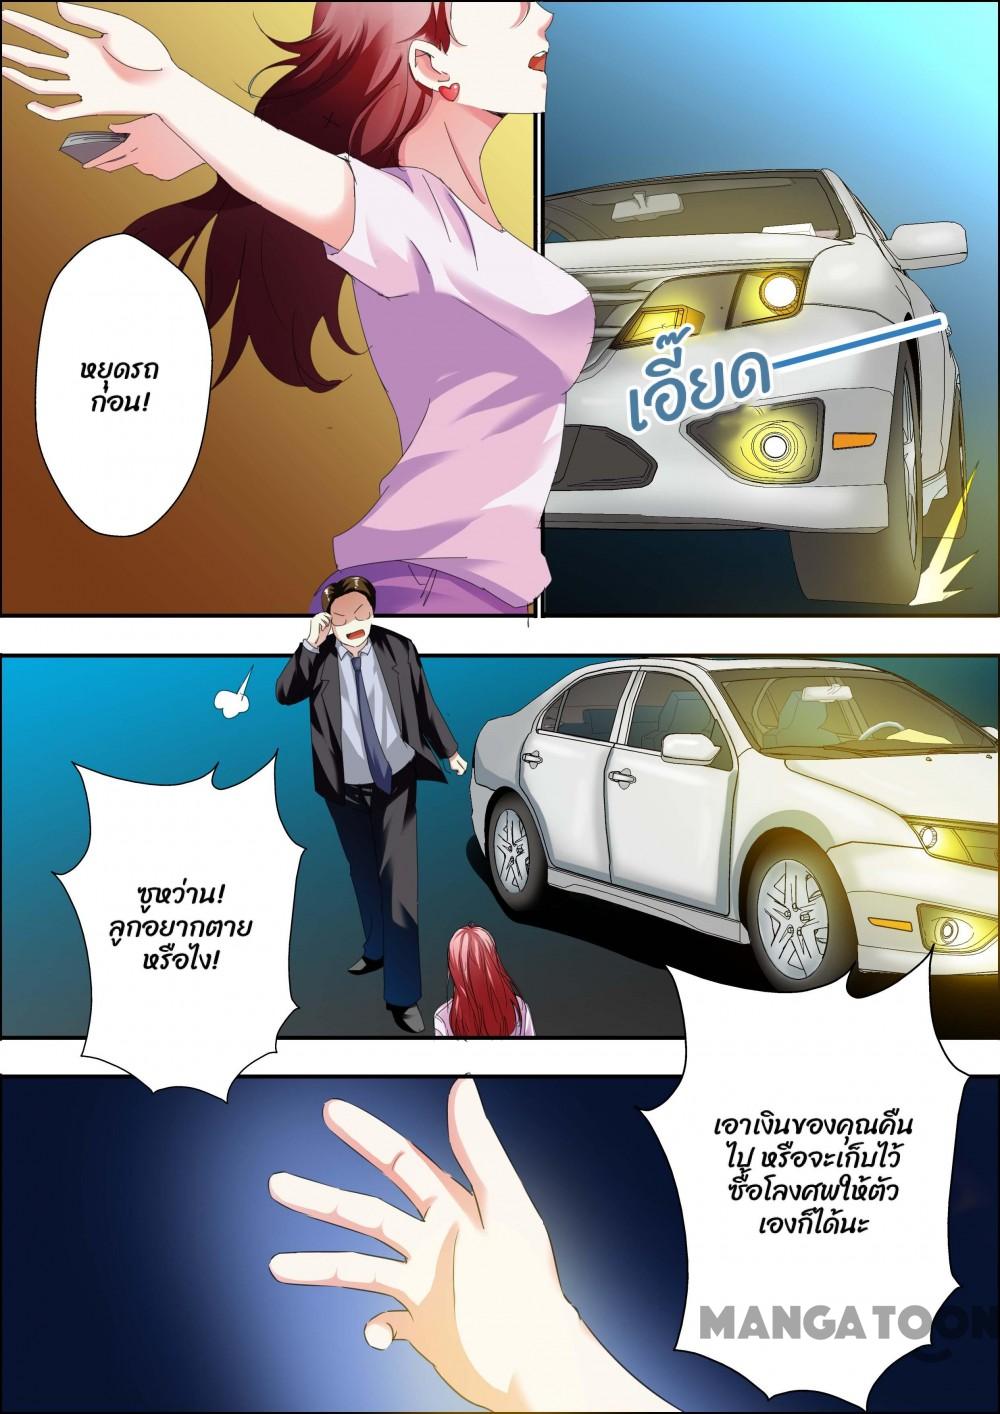 หยุดรถ
ก่อน!
เอี๊ยด
ซูหว่าน!
ลูกอยากตาย
หรือไง!
เอาเงินของคุณคืน
ไป หรือจะเก็บไว้
ซื้อโลงศพให้ตัว
เองก็ได้นะ
MANGATOON